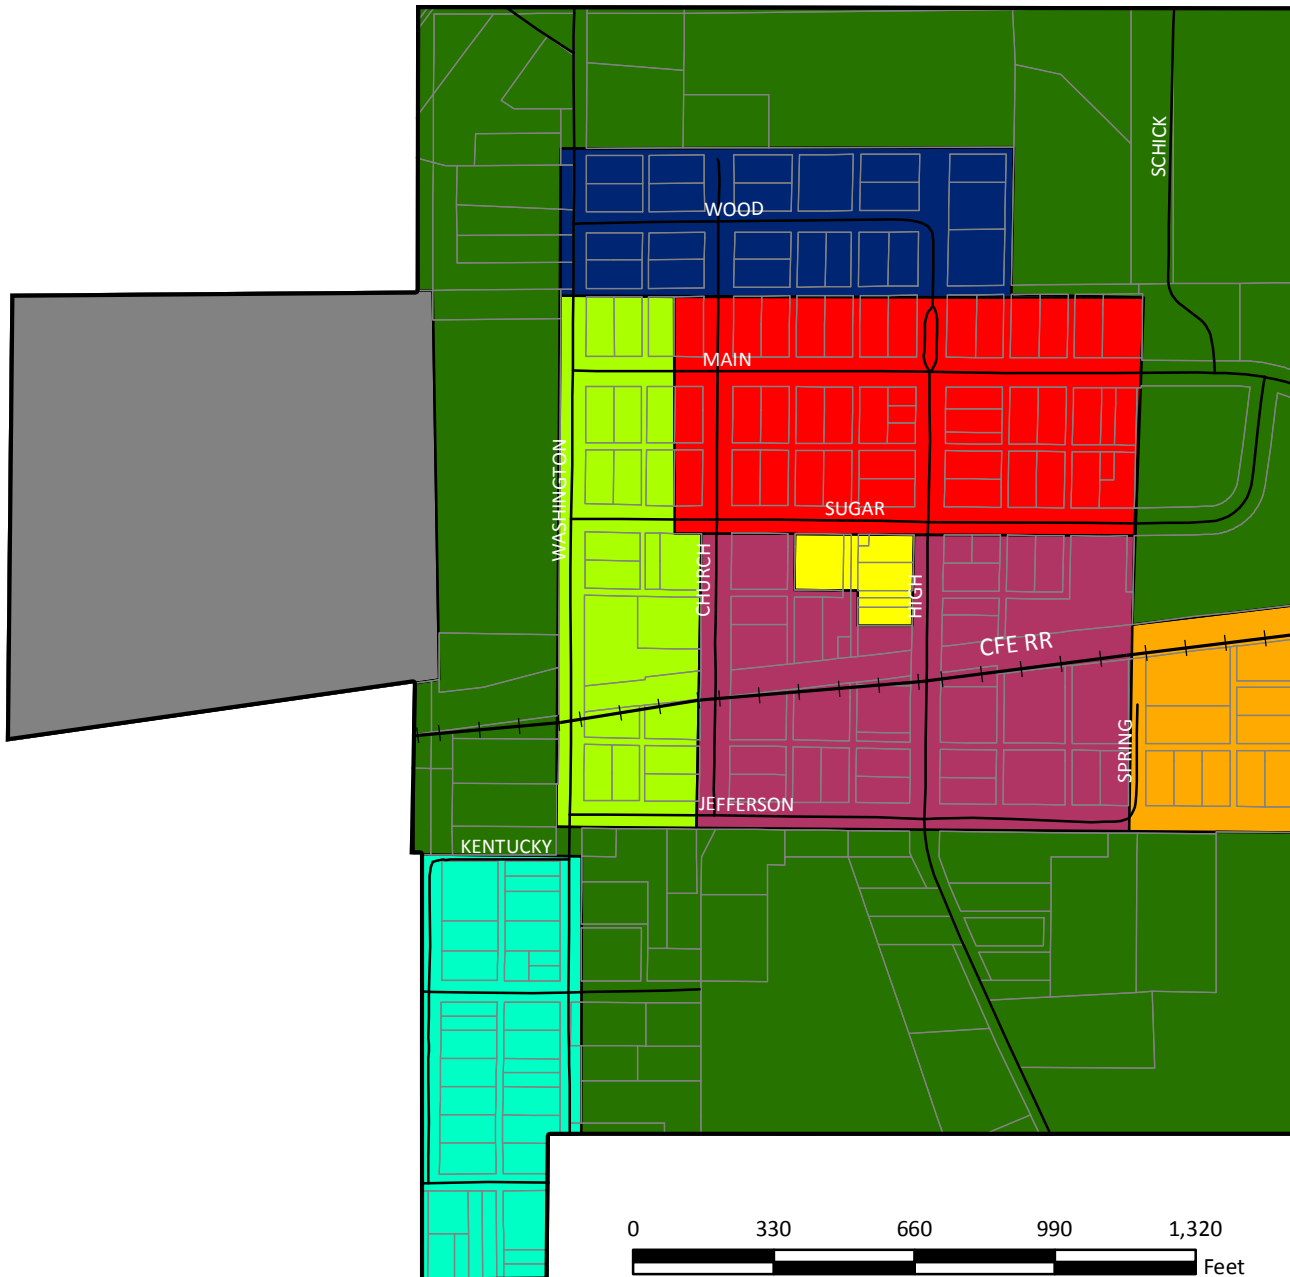 SCHICK
WOOD
MAIN
WASHINGTON
SUGAR
CHURCH
HIGH
CFE RR
SPRING
JEFFERSON
KENTUCKY
0 330 660 990 1,320
Feet